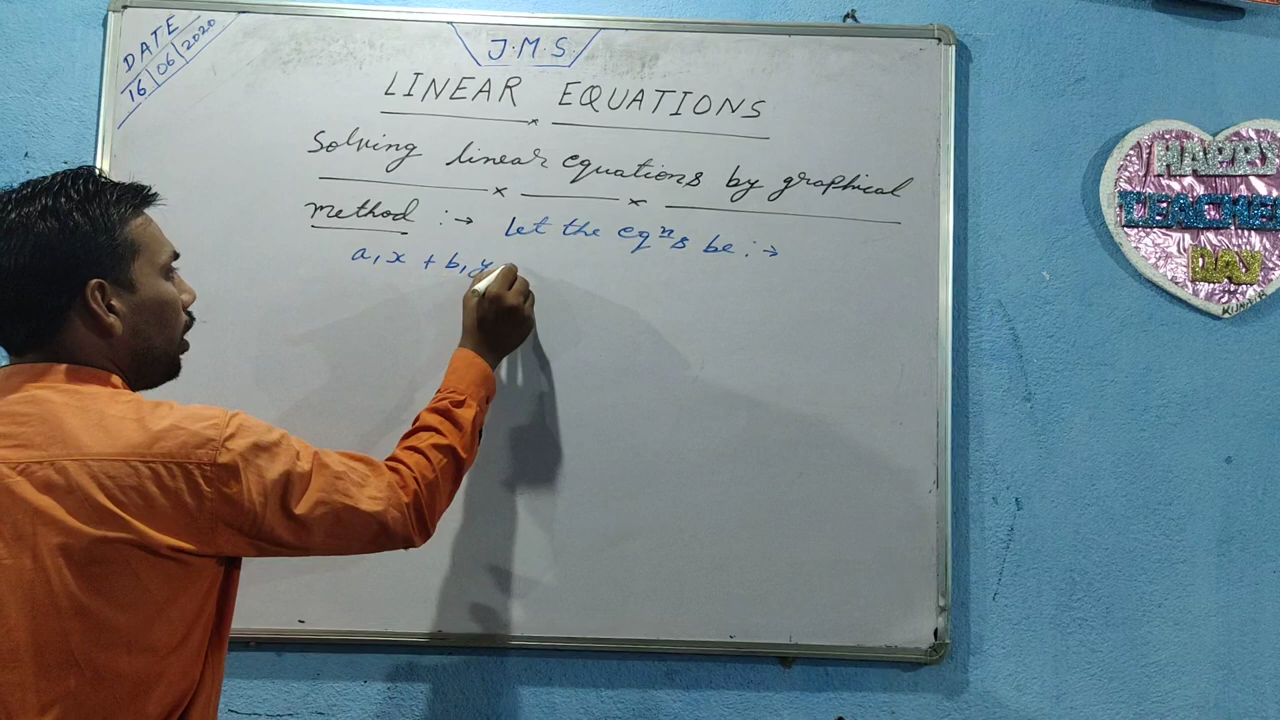 DATE
16/06/2020
J.M.S.
LINEAR EQUATIONS
Solving linear equations by graphical
method :→ Let the eqⁿs be :→
a₁x + b₁y
HAPPY
TEACHER
DAY